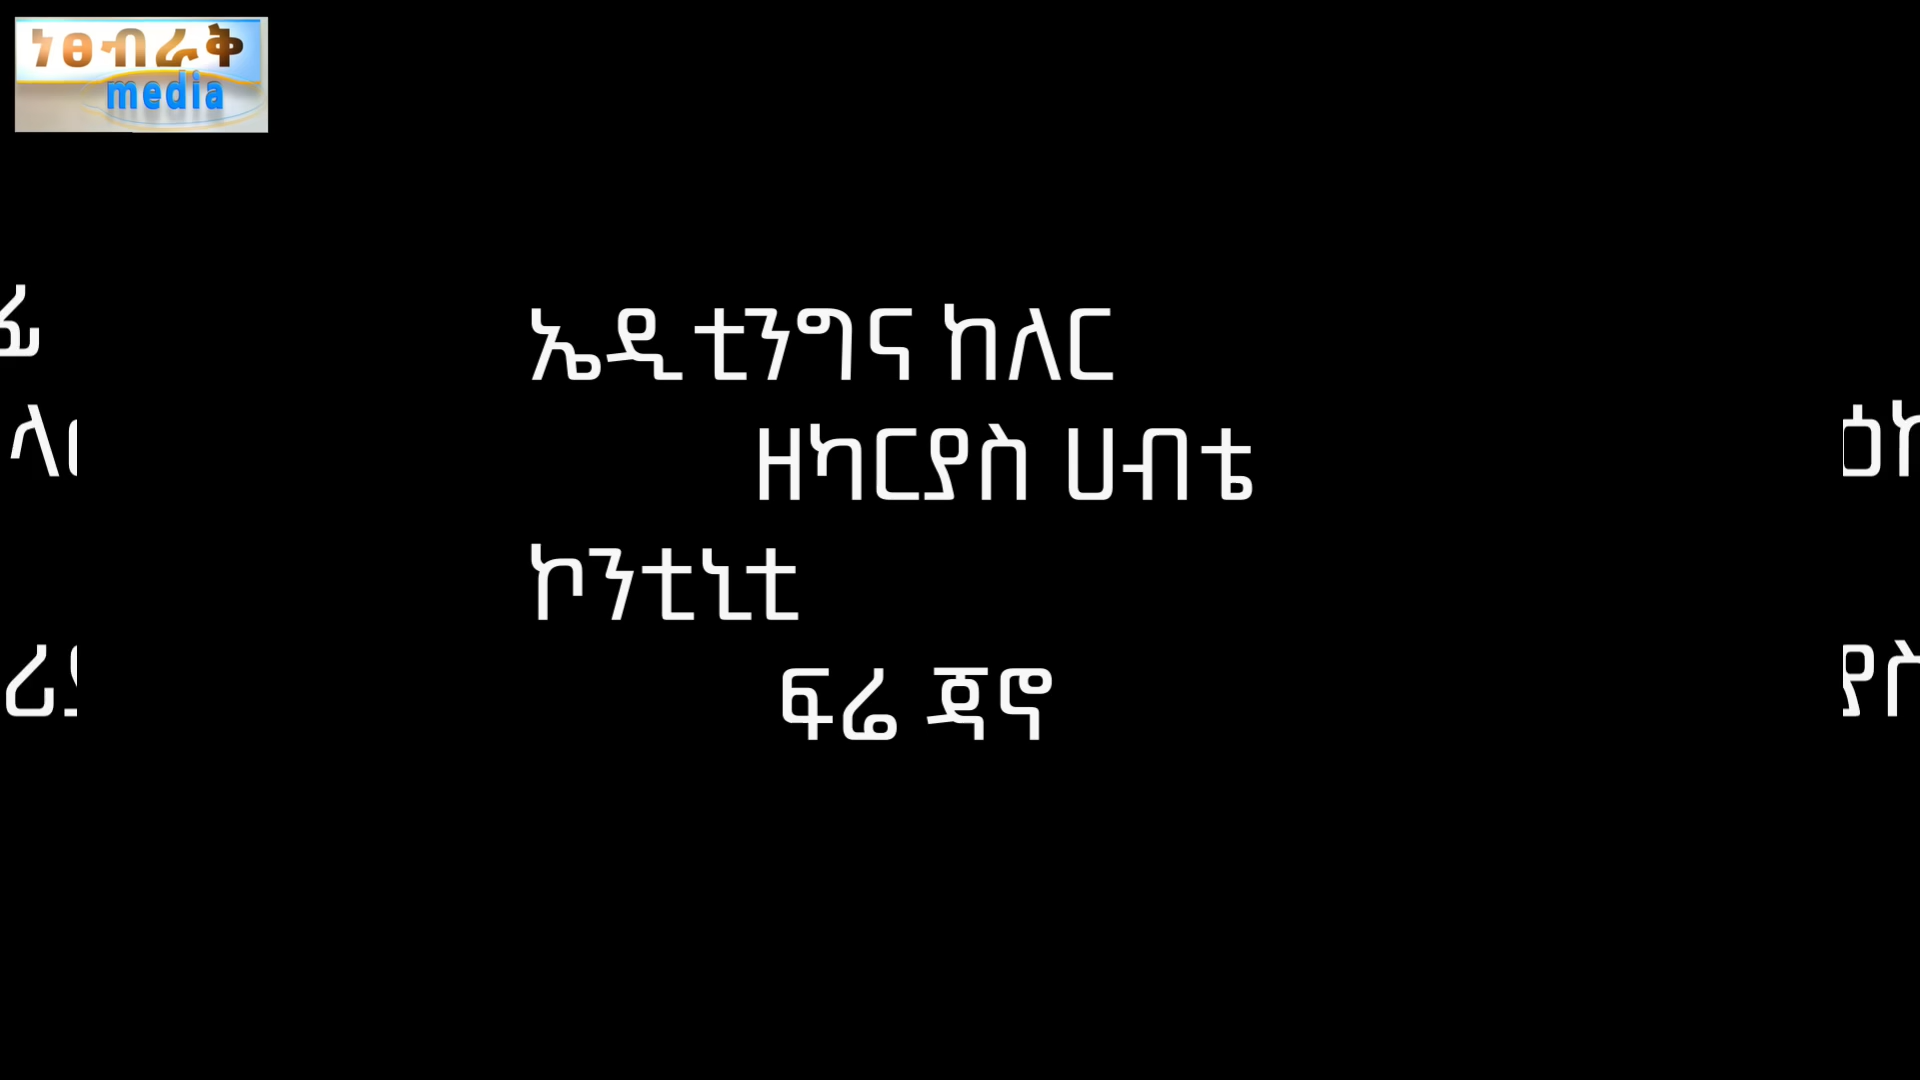 ነፀብራቅ
media
ኤዲቲንግና ከለር
ዘካርያስ ሀብቴ
ኮንቲኒቲ
ፍሬ ጃኖ